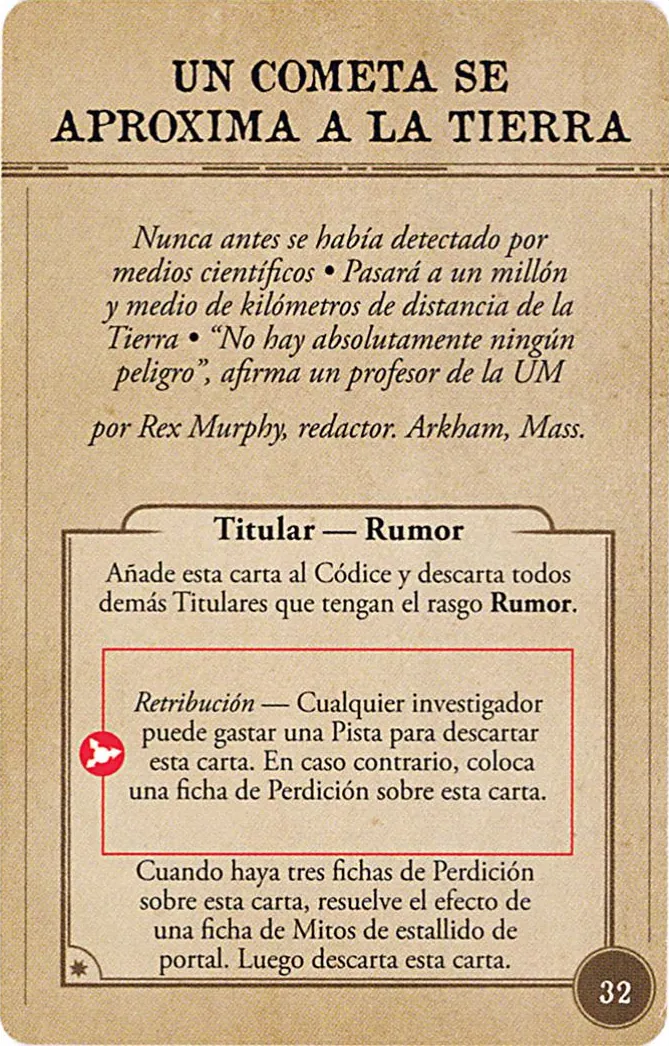 UN COMETA SE
APROXIMA A LA TIERRA
Nunca antes se había detectado por
medios científicos • Pasará a un millón
y medio de kilómetros de distancia de la
Tierra • “No hay absolutamente ningún
peligro”, afirma un profesor de la UM
por Rex Murphy, redactor. Arkham, Mass.
Titular — Rumor
Añade esta carta al Códice y descarta todos
demás Titulares que tengan el rasgo Rumor.
Retribución — Cualquier investigador
puede gastar una Pista para descartar
esta carta. En caso contrario, coloca
una ficha de Perdición sobre esta carta.
Cuando haya tres fichas de Perdición
sobre esta carta, resuelve el efecto de
una ficha de Mitos de estallido de
portal. Luego descarta esta carta.
32